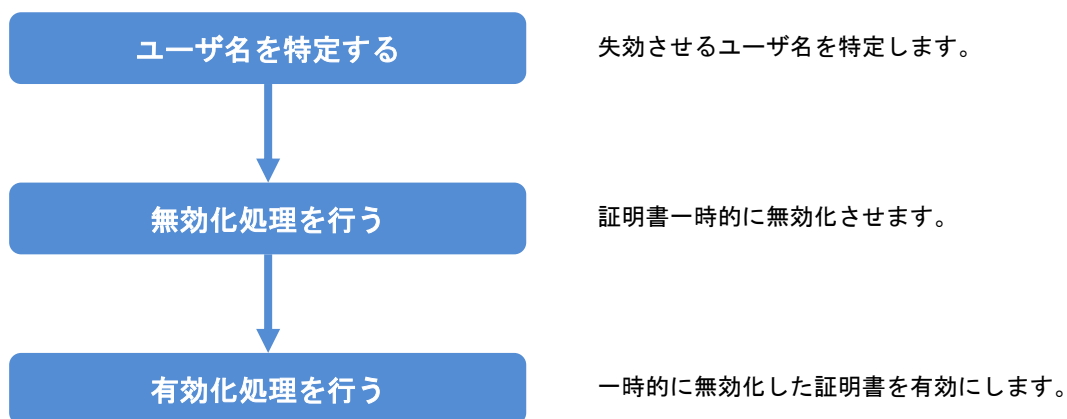 ユーザ名を特定する
失効させるユーザ名を特定します。
無効化処理を行う
証明書一時的に無効化させます。
有効化処理を行う
一時的に無効化した証明書を有効にします。